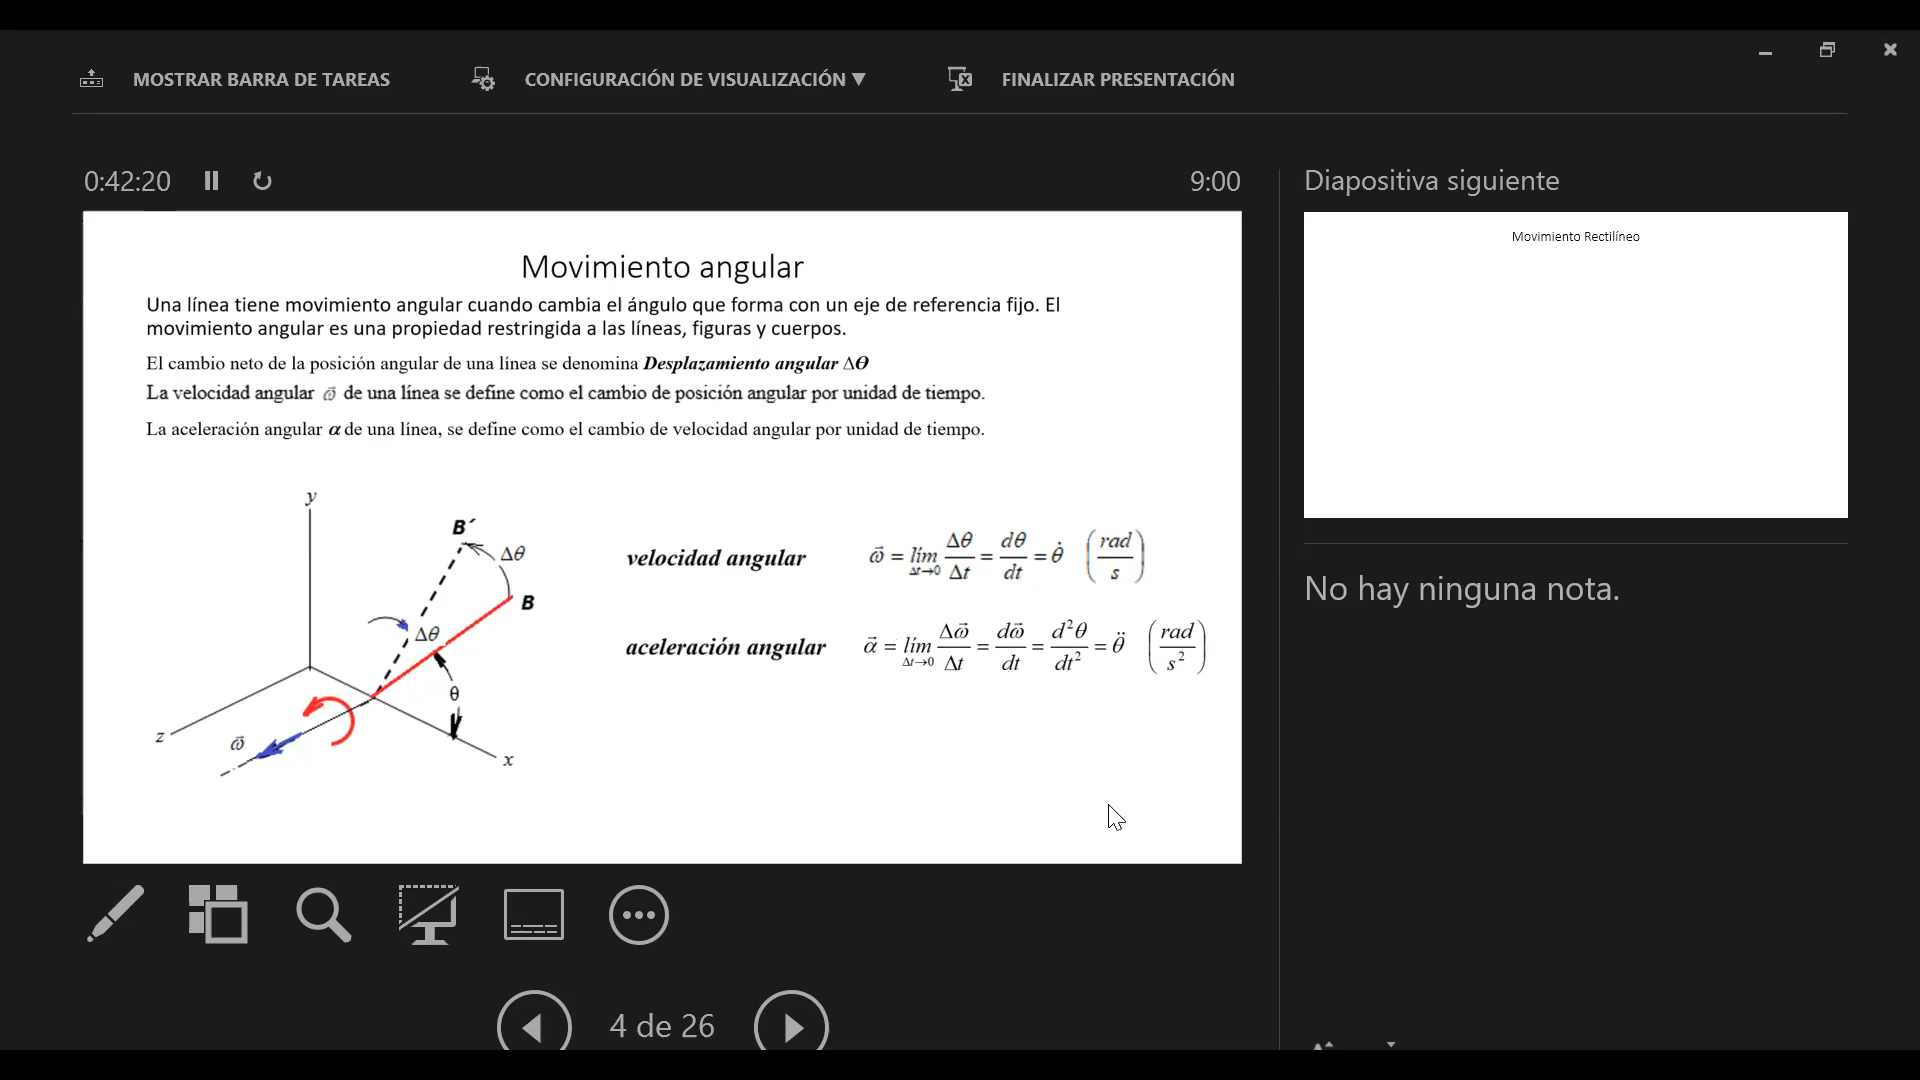 MOSTRAR BARRA DE TAREAS
CONFIGURACIÓN DE VISUALIZACIÓN ▼
FINALIZAR PRESENTACIÓN
0:42:20
9:00
Movimiento angular
Una línea tiene movimiento angular cuando cambia el ángulo que forma con un eje de referencia fijo. El
movimiento angular es una propiedad restringida a las líneas, figuras y cuerpos.
El cambio neto de la posición angular de una línea se denomina Desplazamiento angular ΔΘ
La velocidad angular ω⃗ de una línea se define como el cambio de posición angular por unidad de tiempo.
La aceleración angular α de una línea, se define como el cambio de velocidad angular por unidad de tiempo.
y
B´
Δθ
B
Δθ
θ
z
ω⃗
x
velocidad angular ω⃗ = lím Δt→0 Δθ/Δt = dθ/dt = θ̇ (rad/s)
aceleración angular α⃗ = lím Δt→0 Δω⃗/Δt = dω⃗/dt = d²θ/dt² = θ̈ (rad/s²)
4 de 26
Diapositiva siguiente
Movimiento Rectilíneo
No hay ninguna nota.